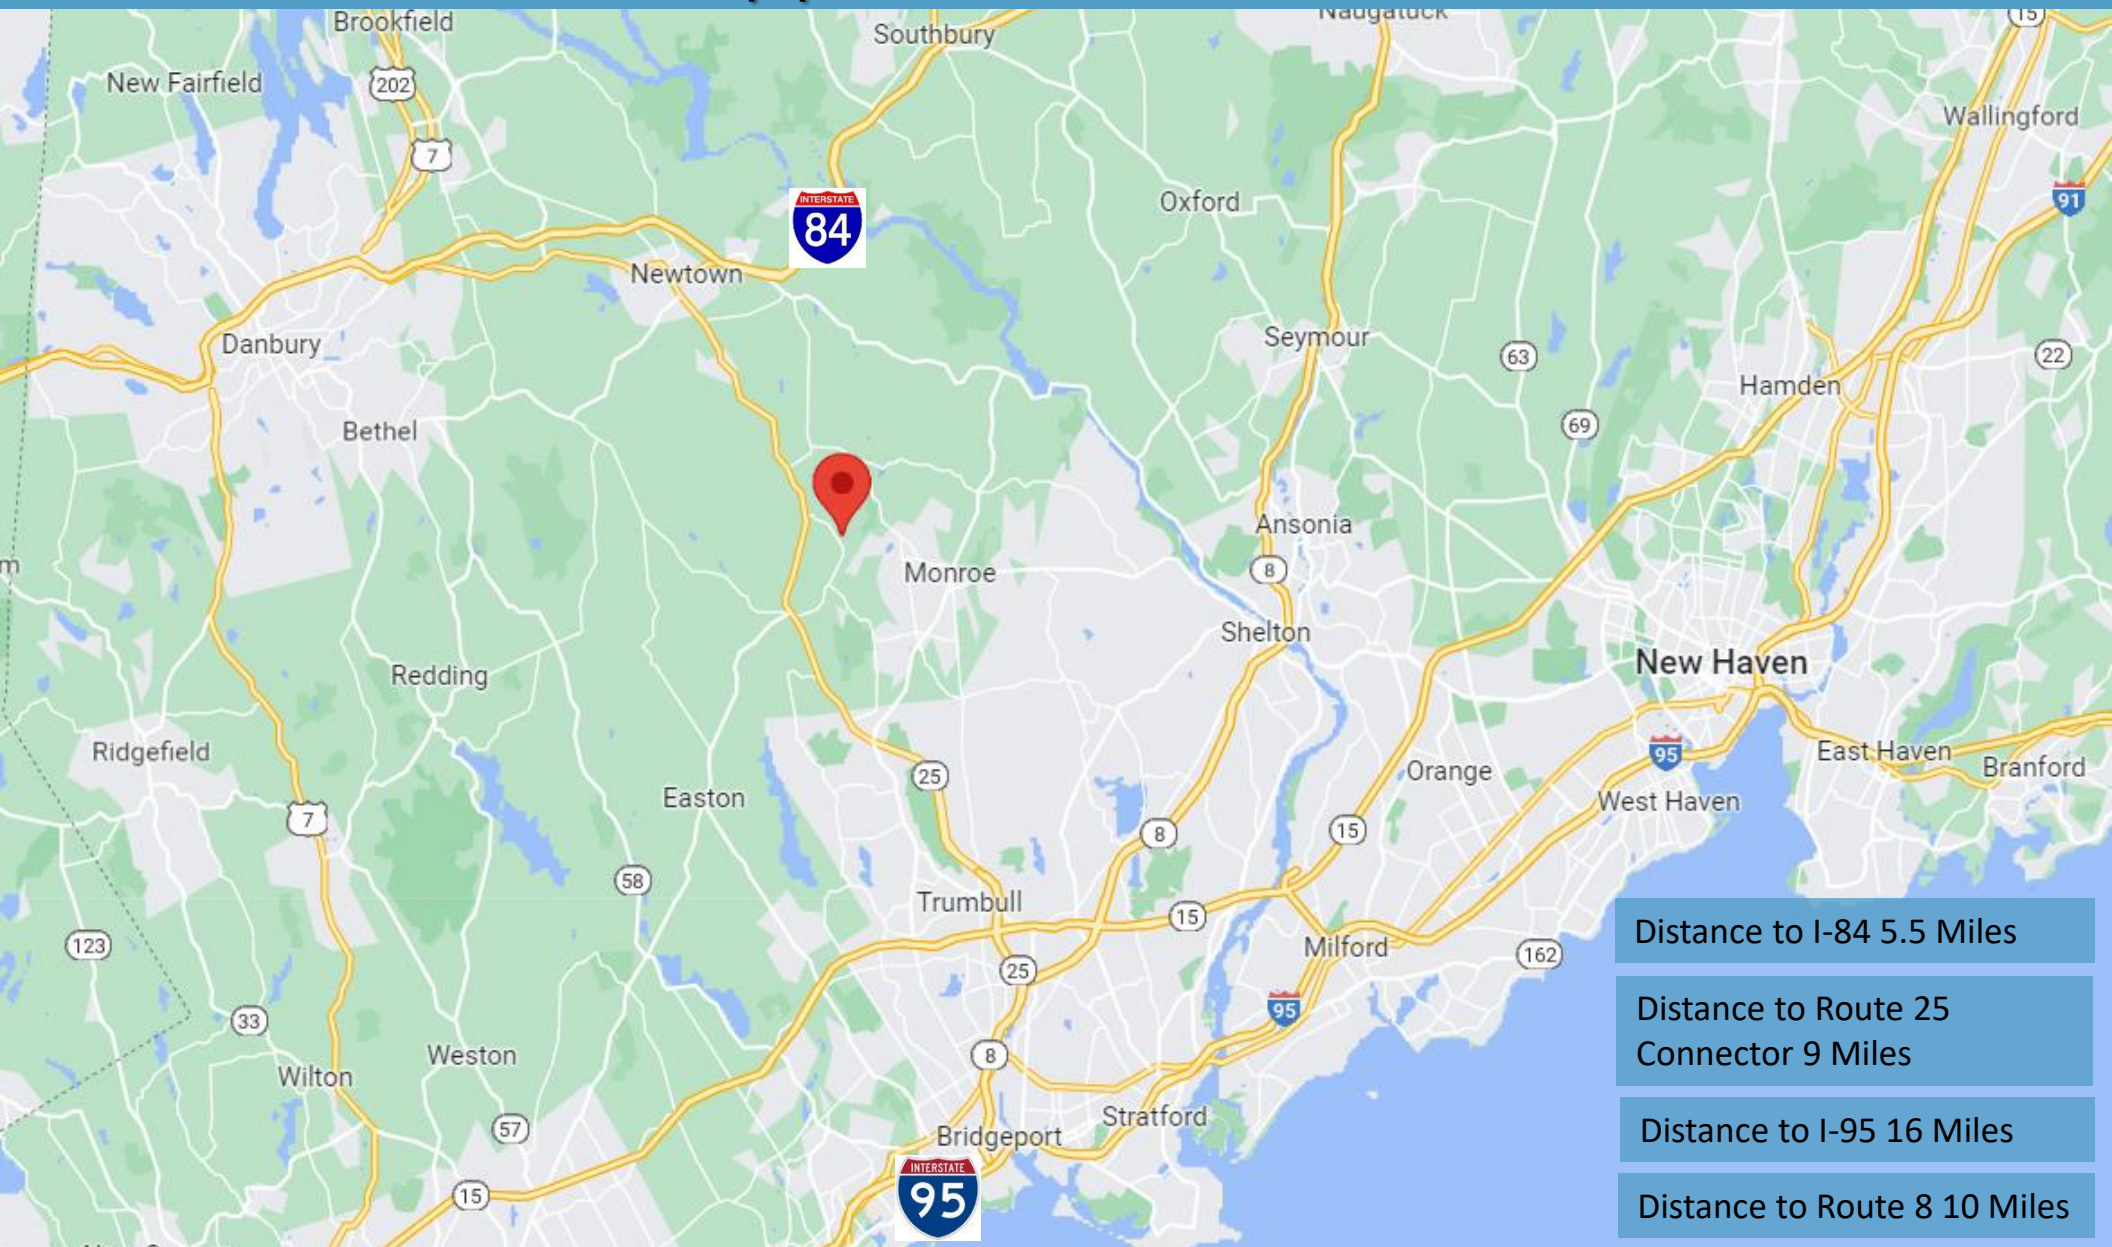 Brookfield
Southbury
Naugatuck
15
New Fairfield
202
Wallingford
7
Oxford
91
INTERSTATE
84
Newtown
Danbury
Seymour
63
22
Hamden
Bethel
69
Ansonia
m
Monroe
8
Shelton
New Haven
Redding
Ridgefield
95
East Haven
Branford
25
Orange
Easton
West Haven
7
8
15
58
Trumbull
15
123
Milford
162
25
95
33
8
Weston
Wilton
Stratford
57
Bridgeport
INTERSTATE
95
15
Distance to I-84 5.5 Miles
Distance to Route 25
Connector 9 Miles
Distance to I-95 16 Miles
Distance to Route 8 10 Miles